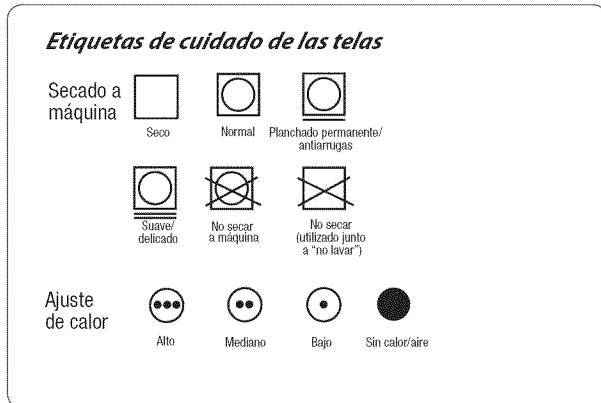 Etiquetas de cuidado de las telas
Secado a
máquina
Seco
Normal
Planchado permanente/
antiarrugas
Suave/
delicado
No secar
a máquina
No secar
(utilizado junto
a “no lavar”)
Ajuste
de calor
Alto
Mediano
Bajo
Sin calor/aire